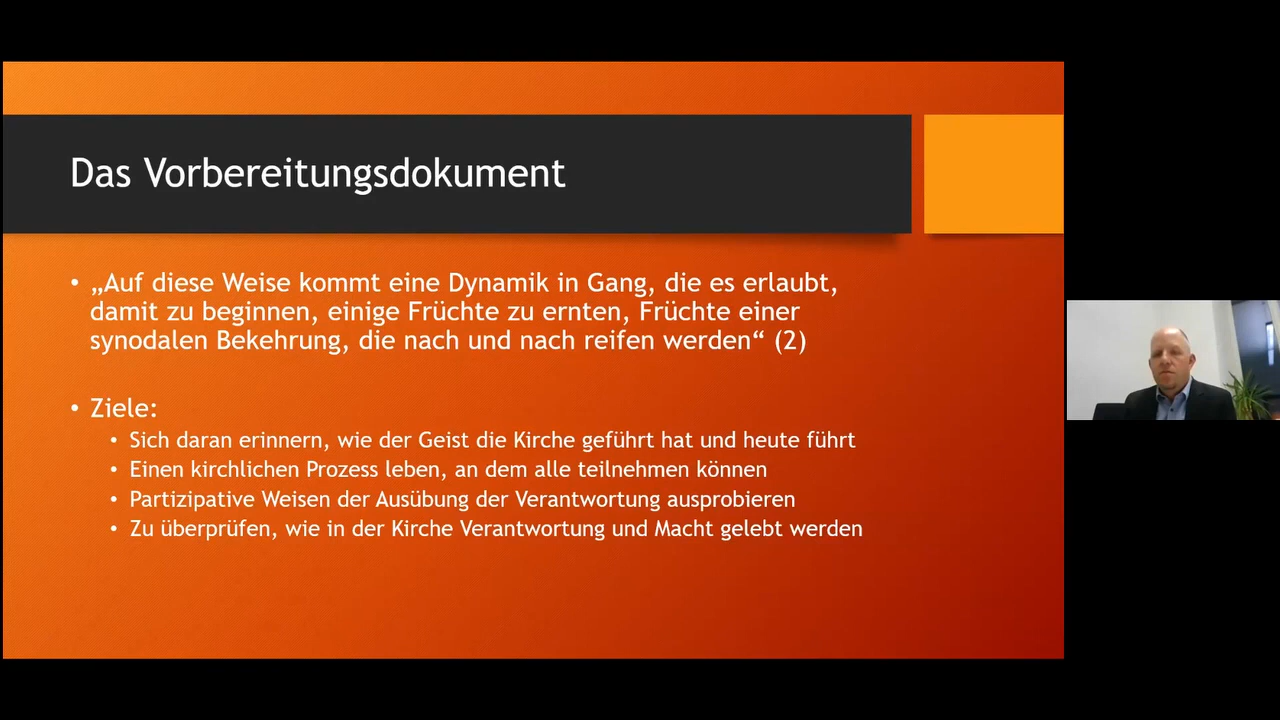 Das Vorbereitungsdokument
• „Auf diese Weise kommt eine Dynamik in Gang, die es erlaubt,
damit zu beginnen, einige Früchte zu ernten, Früchte einer
synodalen Bekehrung, die nach und nach reifen werden“ (2)
• Ziele:
• Sich daran erinnern, wie der Geist die Kirche geführt hat und heute führt
• Einen kirchlichen Prozess leben, an dem alle teilnehmen können
• Partizipative Weisen der Ausübung der Verantwortung ausprobieren
• Zu überprüfen, wie in der Kirche Verantwortung und Macht gelebt werden